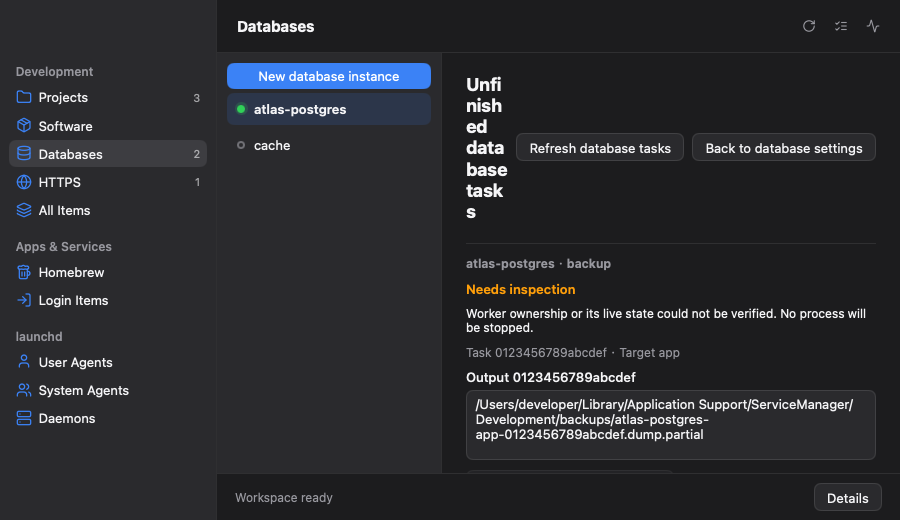 Databases
Development
Projects 3
Software
Databases 2
HTTPS 1
All Items
Apps & Services
Homebrew
Login Items
launchd
User Agents
System Agents
Daemons
New database instance
atlas-postgres
cache
Unfi
nish
ed
data
base
task
s
Refresh database tasks
Back to database settings
atlas-postgres · backup
Needs inspection
Worker ownership or its live state could not be verified. No process will
be stopped.
Task 0123456789abcdef · Target app
Output 0123456789abcdef
/Users/developer/Library/Application Support/ServiceManager/
Development/backups/atlas-postgres-
app-0123456789abcdef.dump.partial
Workspace ready
Details